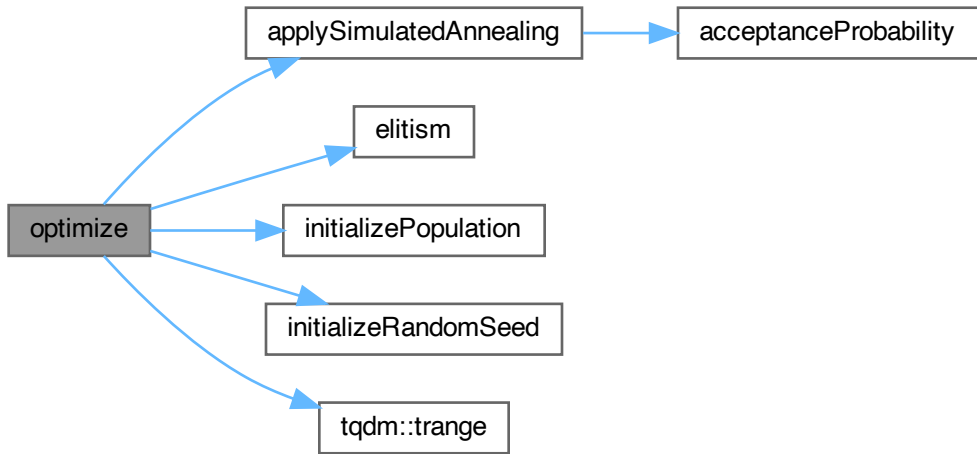 applySimulatedAnnealing
acceptanceProbability
elitism
optimize
initializePopulation
initializeRandomSeed
tqdm::trange